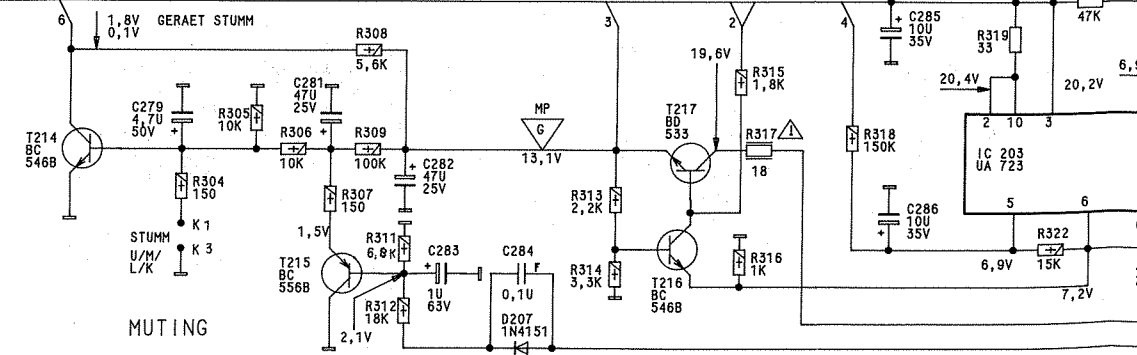 6
1,8V GERAET STUMM
0,1V
R308
5,6K
3
2
4
+
C285
10U
35V
47K
R319
33
19,6V
R315
1,8K
20,4V
20,2V
6,9
C279
4,7U
50V
+
R305
10K
C281
47U
25V
+
MP
G
13,1V
T217
BD
533
R317
18
R318
150K
2 10 3
IC 203
UA 723
5 6
T214
BC
546B
R306
10K
R309
100K
+
C282
47U
25V
R304
150
R307
150
R313
2,2K
C286
10U
35V
+
K1
STUMM
U/M/
L/K
K3
1,5V
R311
6,8K
C283
+
1U
63V
C284
F
0,1U
R314
3,3K
T216
BC
546B
R316
1K
6,9V
R322
15K
7,2V
T215
BC
556B
R312
18K
2,1V
D207
1N4151
MUTING